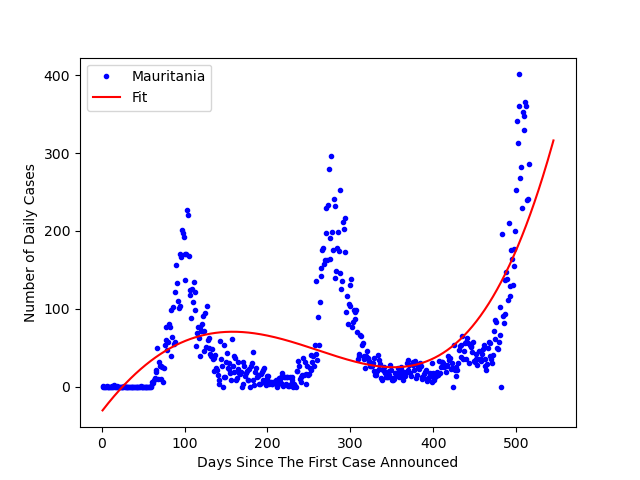 Mauritania
Fit
400
300
200
100
0
Number of Daily Cases
0 100 200 300 400 500
Days Since The First Case Announced